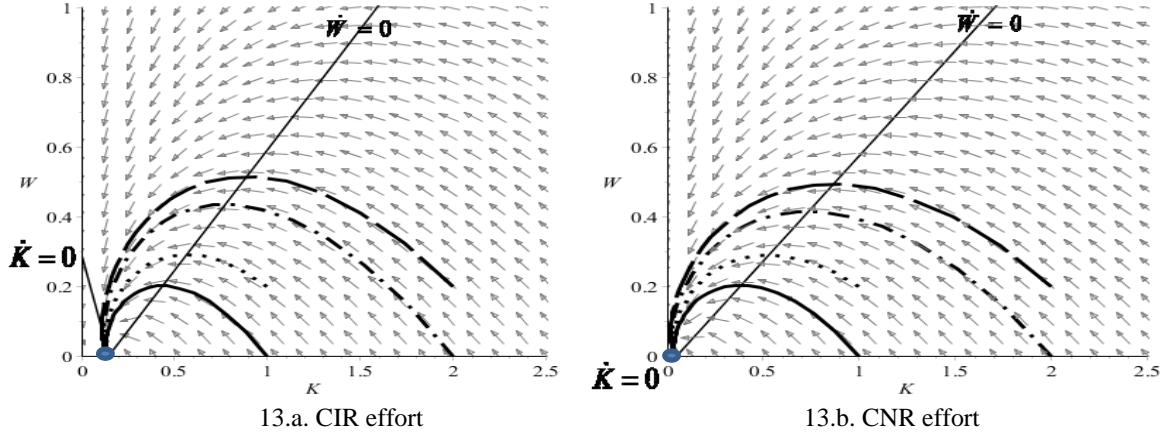 1
Ẇ = 0
0.8
0.6
W
0.4
K̇ = 0
0.2
0
0 0.5 1 1.5 2 2.5
K
13.a. CIR effort
1
Ẇ = 0
0.8
0.6
W
0.4
0.2
0
K̇ = 0
0 0.5 1 1.5 2 2.5
K
13.b. CNR effort